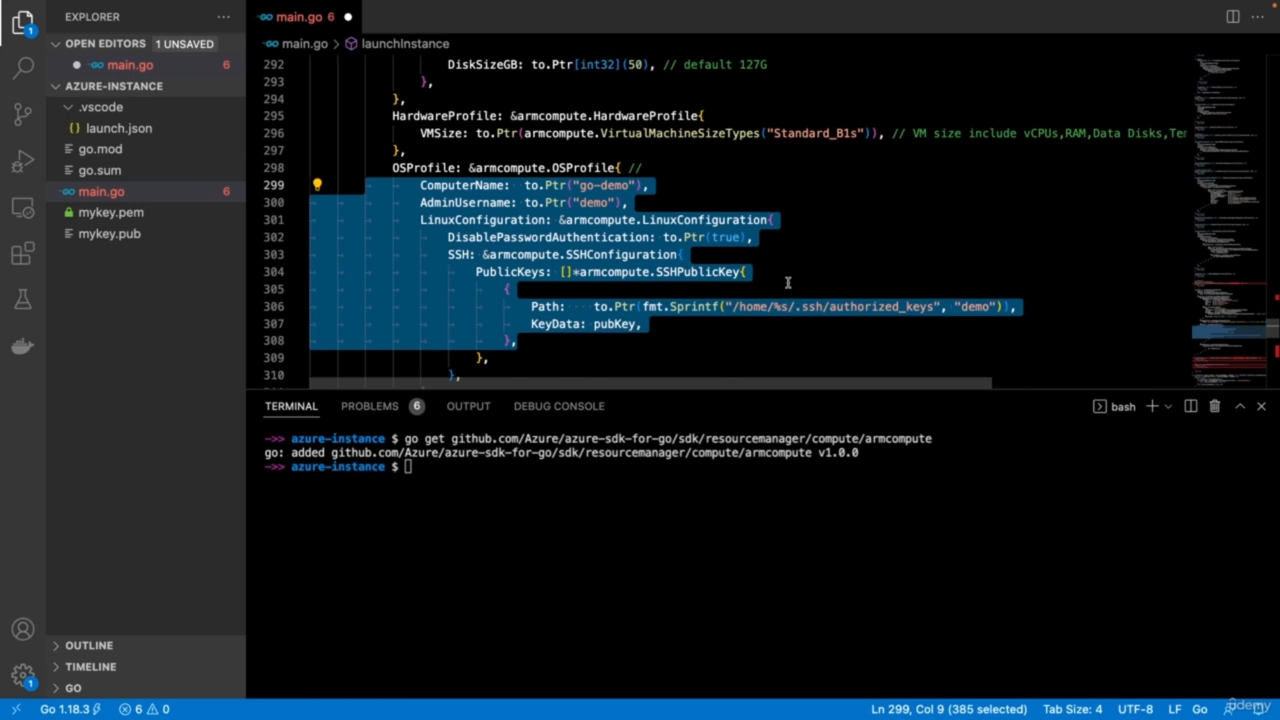 EXPLORER
main.go 6
OPEN EDITORS 1 UNSAVED
main.go 6
AZURE-INSTANCE
.vscode
launch.json
go.mod
go.sum
main.go 6
mykey.pem
mykey.pub
OUTLINE
TIMELINE
GO
1
1
main.go > launchInstance
292 DiskSizeGB: to.Ptr[int32](50), // default 127G
293 },
294 },
295 HardwareProfile: &armcompute.HardwareProfile{
296 VMSize: to.Ptr(armcompute.VirtualMachineSizeTypes("Standard_B1s")), // VM size include vCPUs,RAM,Data Disks,Tem
297 },
298 OSProfile: &armcompute.OSProfile{ //
299 ComputerName: to.Ptr("go-demo"),
300 AdminUsername: to.Ptr("demo"),
301 LinuxConfiguration: &armcompute.LinuxConfiguration{
302 DisablePasswordAuthentication: to.Ptr(true),
303 SSH: &armcompute.SSHConfiguration{
304 PublicKeys: []*armcompute.SSHPublicKey{
305 {
306 Path: to.Ptr(fmt.Sprintf("/home/%s/.ssh/authorized_keys", "demo")),
307 KeyData: pubKey,
308 },
309 },
310 },
TERMINAL PROBLEMS 6 OUTPUT DEBUG CONSOLE bash
->> azure-instance $ go get github.com/Azure/azure-sdk-for-go/sdk/resourcemanager/compute/armcompute
go: added github.com/Azure/azure-sdk-for-go/sdk/resourcemanager/compute/armcompute v1.0.0
->> azure-instance $
Go 1.18.3 6 0 Ln 299, Col 9 (385 selected) Tab Size: 4 UTF-8 LF Go
udemy